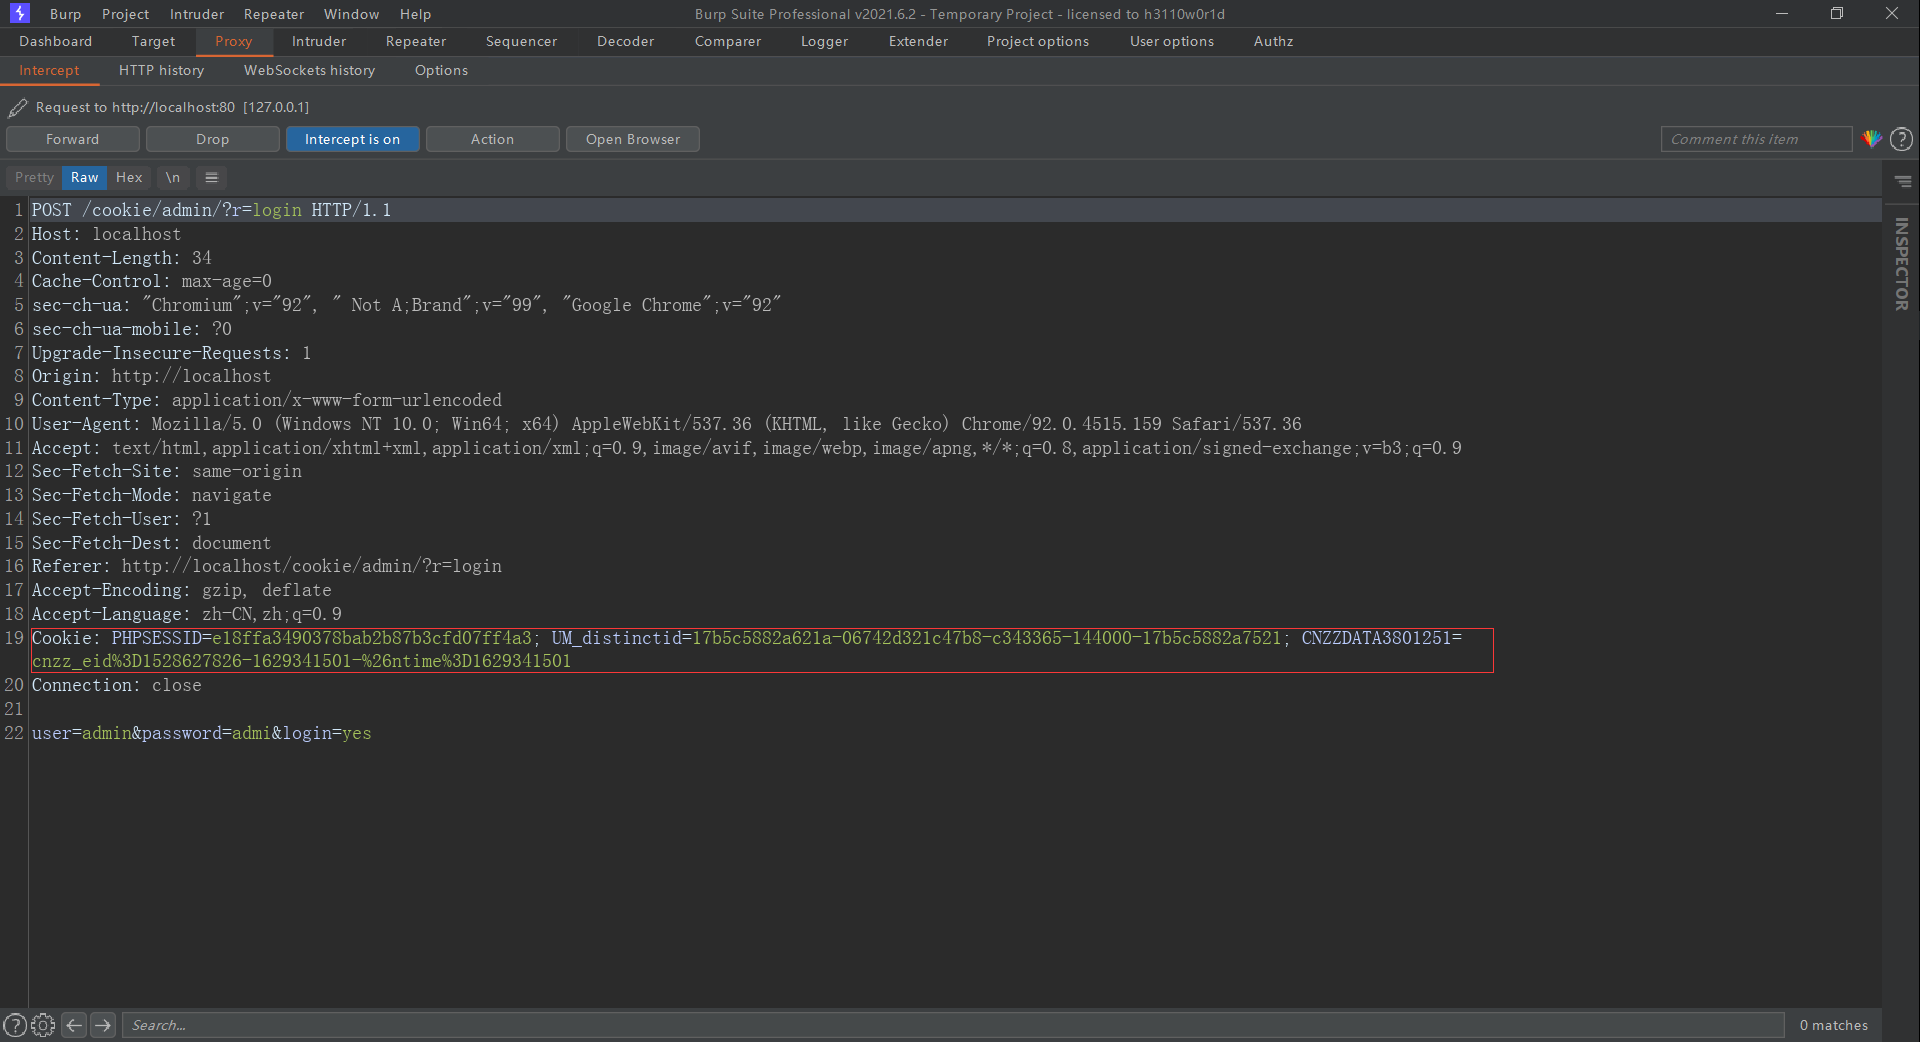 Burp Project Intruder Repeater Window Help Burp Suite Professional v2021.6.2 - Temporary Project - licensed to h3110w0r1d
Dashboard Target Proxy Intruder Repeater Sequencer Decoder Comparer Logger Extender Project options User options Authz
Intercept HTTP history WebSockets history Options
Request to http://localhost:80 [127.0.0.1]
Forward Drop Intercept is on Action Open Browser Comment this item ?
Pretty Raw Hex \n
INSPECTOR
1 POST /cookie/admin/?r=login HTTP/1.1
2 Host: localhost
3 Content-Length: 34
4 Cache-Control: max-age=0
5 sec-ch-ua: "Chromium";v="92", " Not A;Brand";v="99", "Google Chrome";v="92"
6 sec-ch-ua-mobile: ?0
7 Upgrade-Insecure-Requests: 1
8 Origin: http://localhost
9 Content-Type: application/x-www-form-urlencoded
10 User-Agent: Mozilla/5.0 (Windows NT 10.0; Win64; x64) AppleWebKit/537.36 (KHTML, like Gecko) Chrome/92.0.4515.159 Safari/537.36
11 Accept: text/html,application/xhtml+xml,application/xml;q=0.9,image/avif,image/webp,image/apng,*/*;q=0.8,application/signed-exchange;v=b3;q=0.9
12 Sec-Fetch-Site: same-origin
13 Sec-Fetch-Mode: navigate
14 Sec-Fetch-User: ?1
15 Sec-Fetch-Dest: document
16 Referer: http://localhost/cookie/admin/?r=login
17 Accept-Encoding: gzip, deflate
18 Accept-Language: zh-CN,zh;q=0.9
19 Cookie: PHPSESSID=e18ffa3490378bab2b87b3cfd07ff4a3; UM_distinctid=17b5c5882a621a-06742d321c47b8-c343365-144000-17b5c5882a7521; CNZZDATA3801251=
cnzz_eid%3D1528627826-1629341501-%26ntime%3D1629341501
20 Connection: close
21
22 user=admin&password=admi&login=yes
? Search... 0 matches